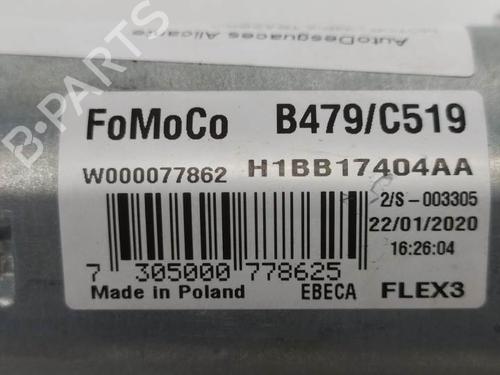 AutoDesguaces Alicante
B-PARTS
FoMoCo B479/C519
W000077862 H1BB17404AA
2/S-003305
22/01/2020
16:26:04
7 305000 778625
Made in Poland EBECA FLEX3